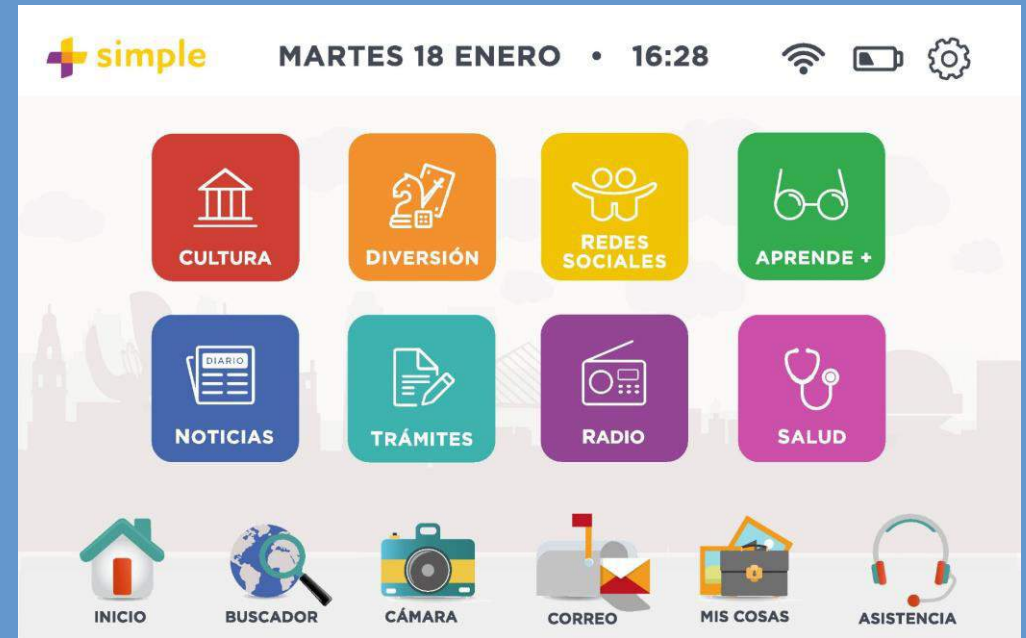 simple
MARTES 18 ENERO • 16:28
CULTURA
DIVERSIÓN
REDES
SOCIALES
APRENDE +
DIARIO
NOTICIAS
TRÁMITES
RADIO
SALUD
INICIO
BUSCADOR
CÁMARA
CORREO
MIS COSAS
ASISTENCIA